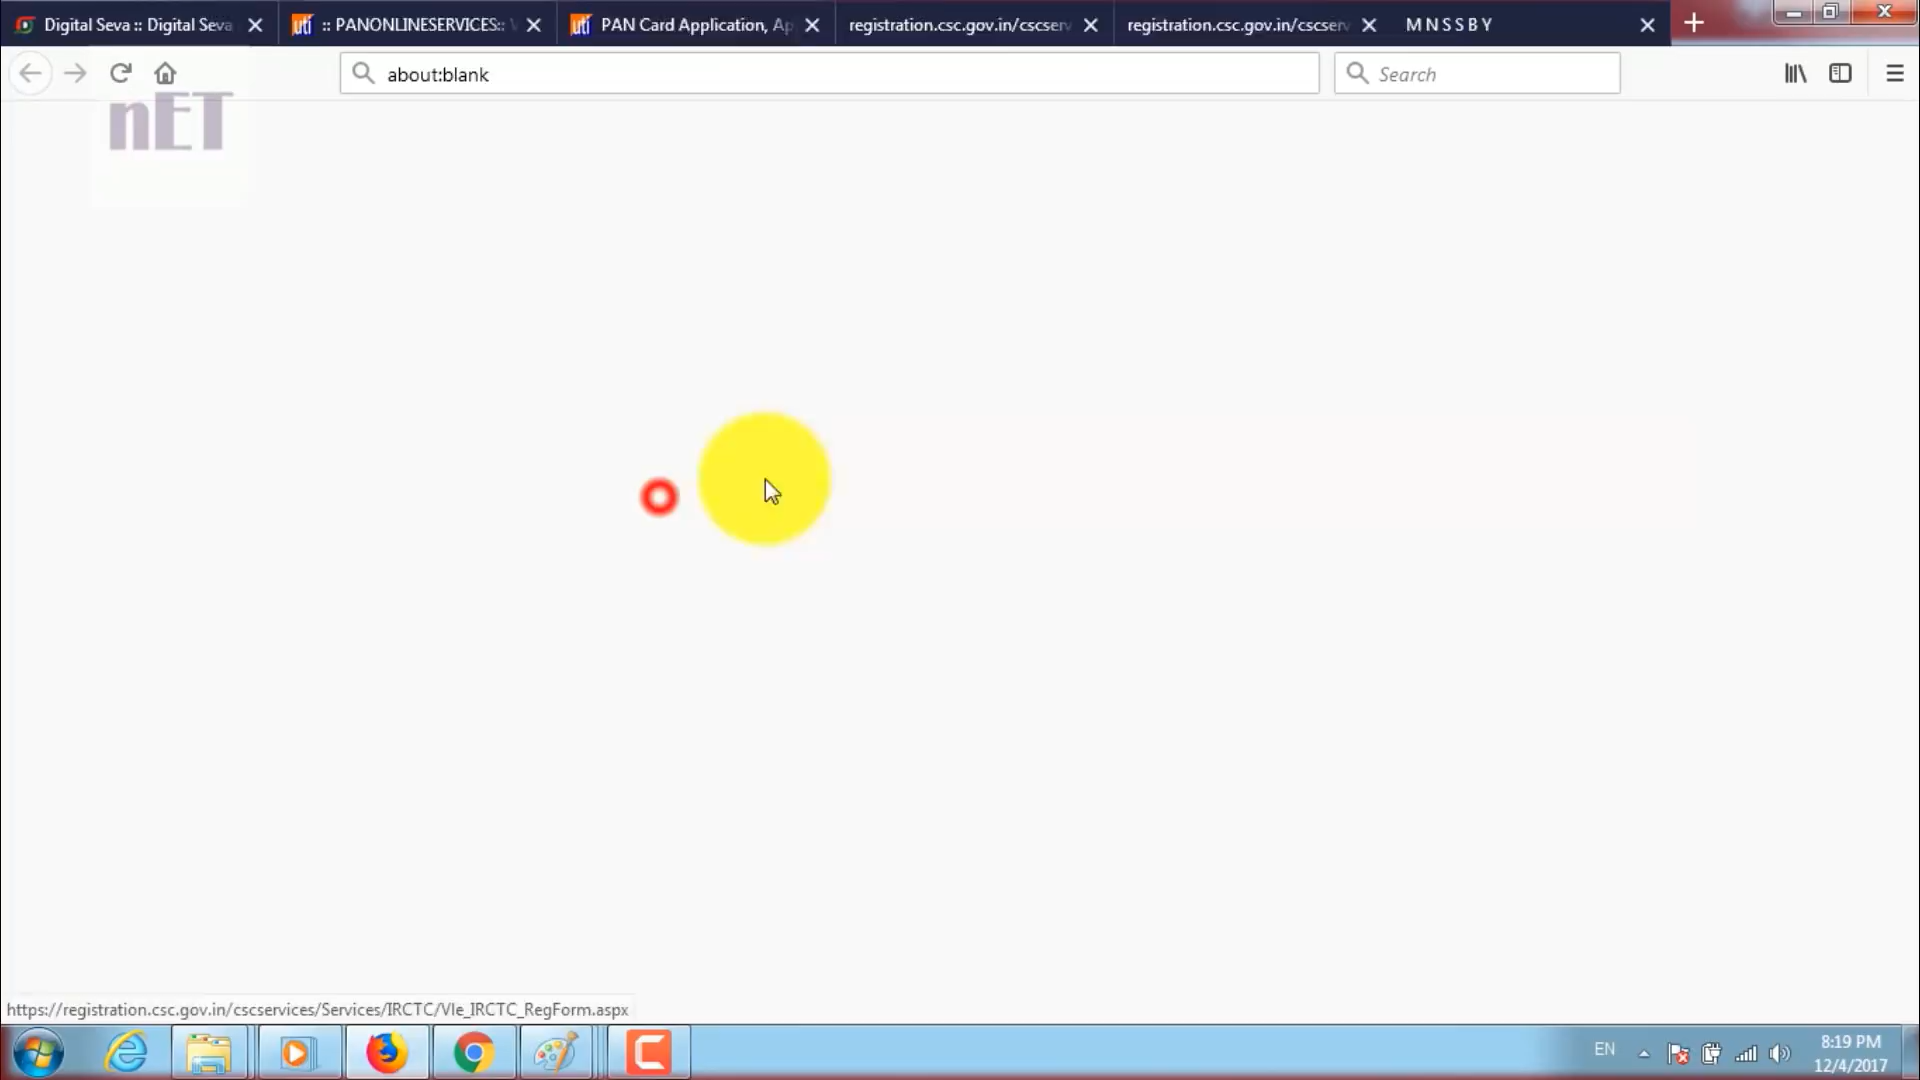 Digital Seva :: Digital Seva
uti :: PANONLINESERVICES::
uti PAN Card Application, Ap
registration.csc.gov.in/cscserv
registration.csc.gov.in/cscserv
M N S S B Y
about:blank
Search
nET
https://registration.csc.gov.in/cscservices/Services/IRCTC/Vle_IRCTC_RegForm.aspx
EN
8:19 PM
12/4/2017